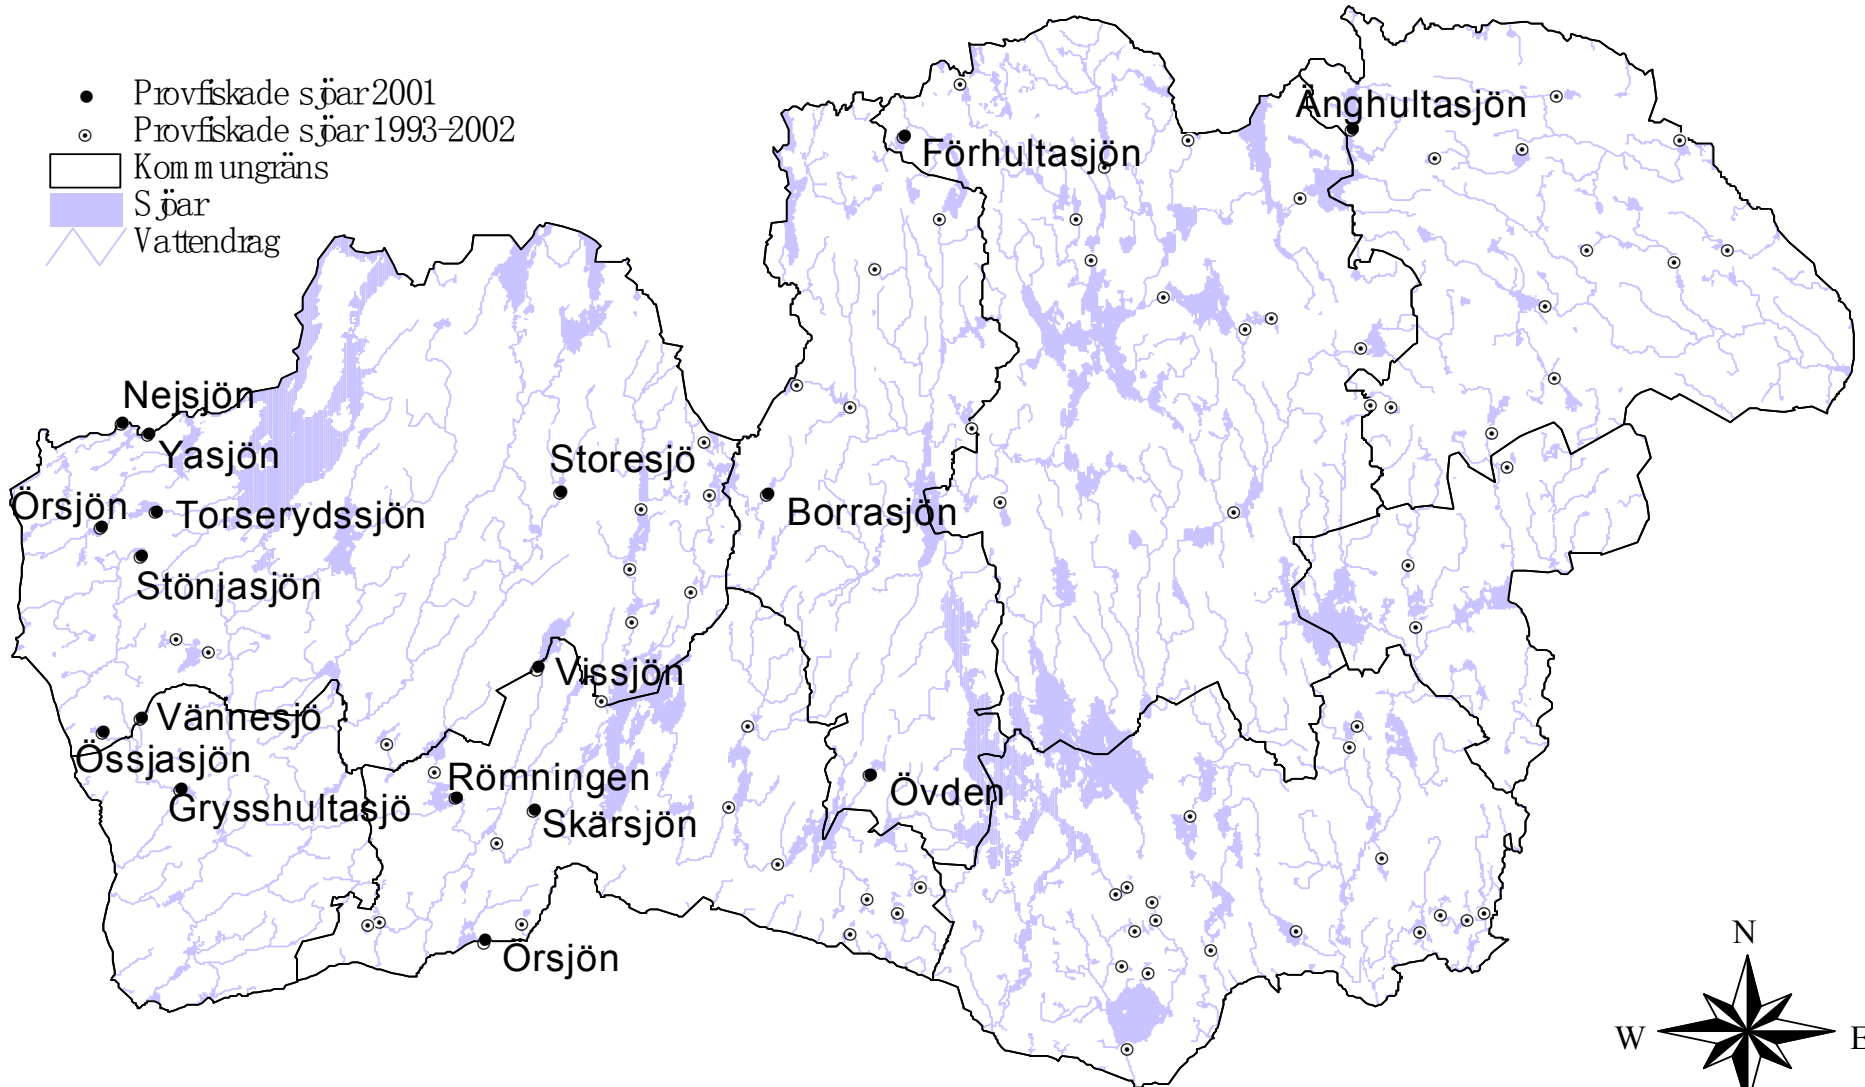 Provfiskade sjöar 2001
Provfiskade sjöar 1993-2002
Kommungräns
Sjöar
Vattendrag
Änghultasjön
Förhultasjön
Nejsjön
Yasjön
Storesjö
Örsjön
Torserydssjön
Borrasjön
Stönjasjön
Vissjön
Vännesjö
Össjasjön
Römningen
Övden
Grysshultasjö
Skärsjön
Örsjön
N
W
E